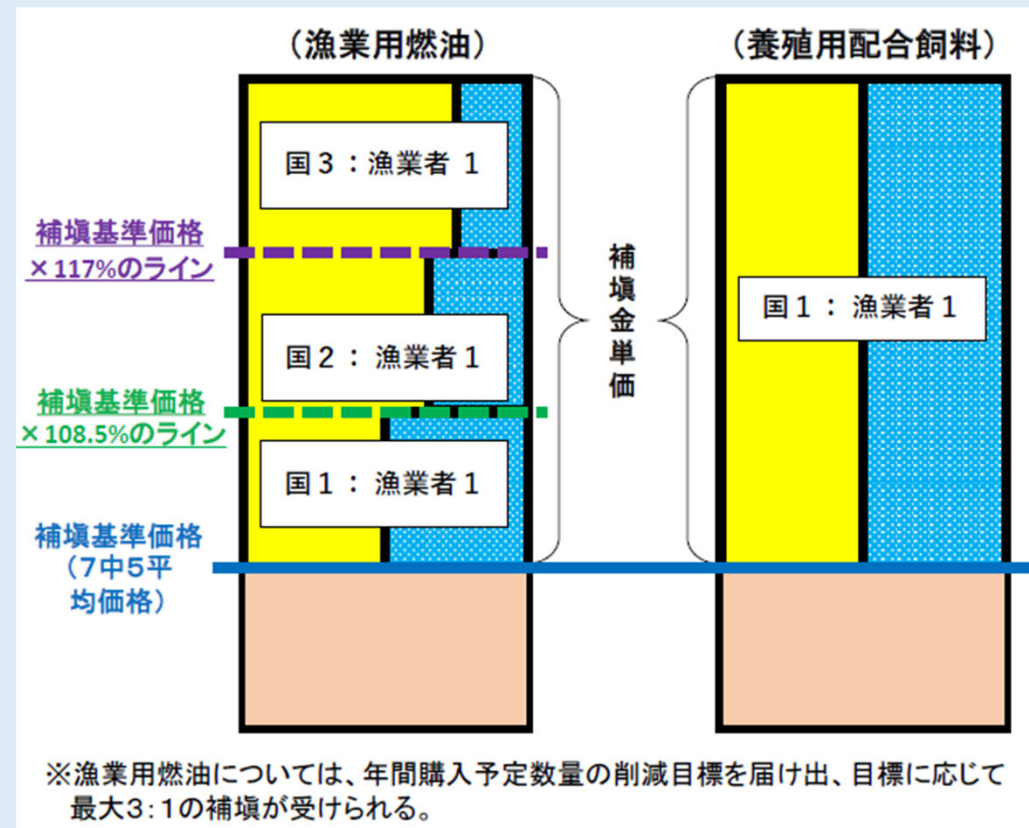 （漁業用燃油）
（養殖用配合飼料）
国３：漁業者 1
補塡基準価格
×117%のライン
国２：漁業者１
補塡基準価格
×108.5%のライン
国１：漁業者１
補塡基準価格
（7中5平
均価格）
補塡金単価
国１：漁業者１
※漁業用燃油については、年間購入予定数量の削減目標を届け出、目標に応じて
最大3：1の補塡が受けられる。